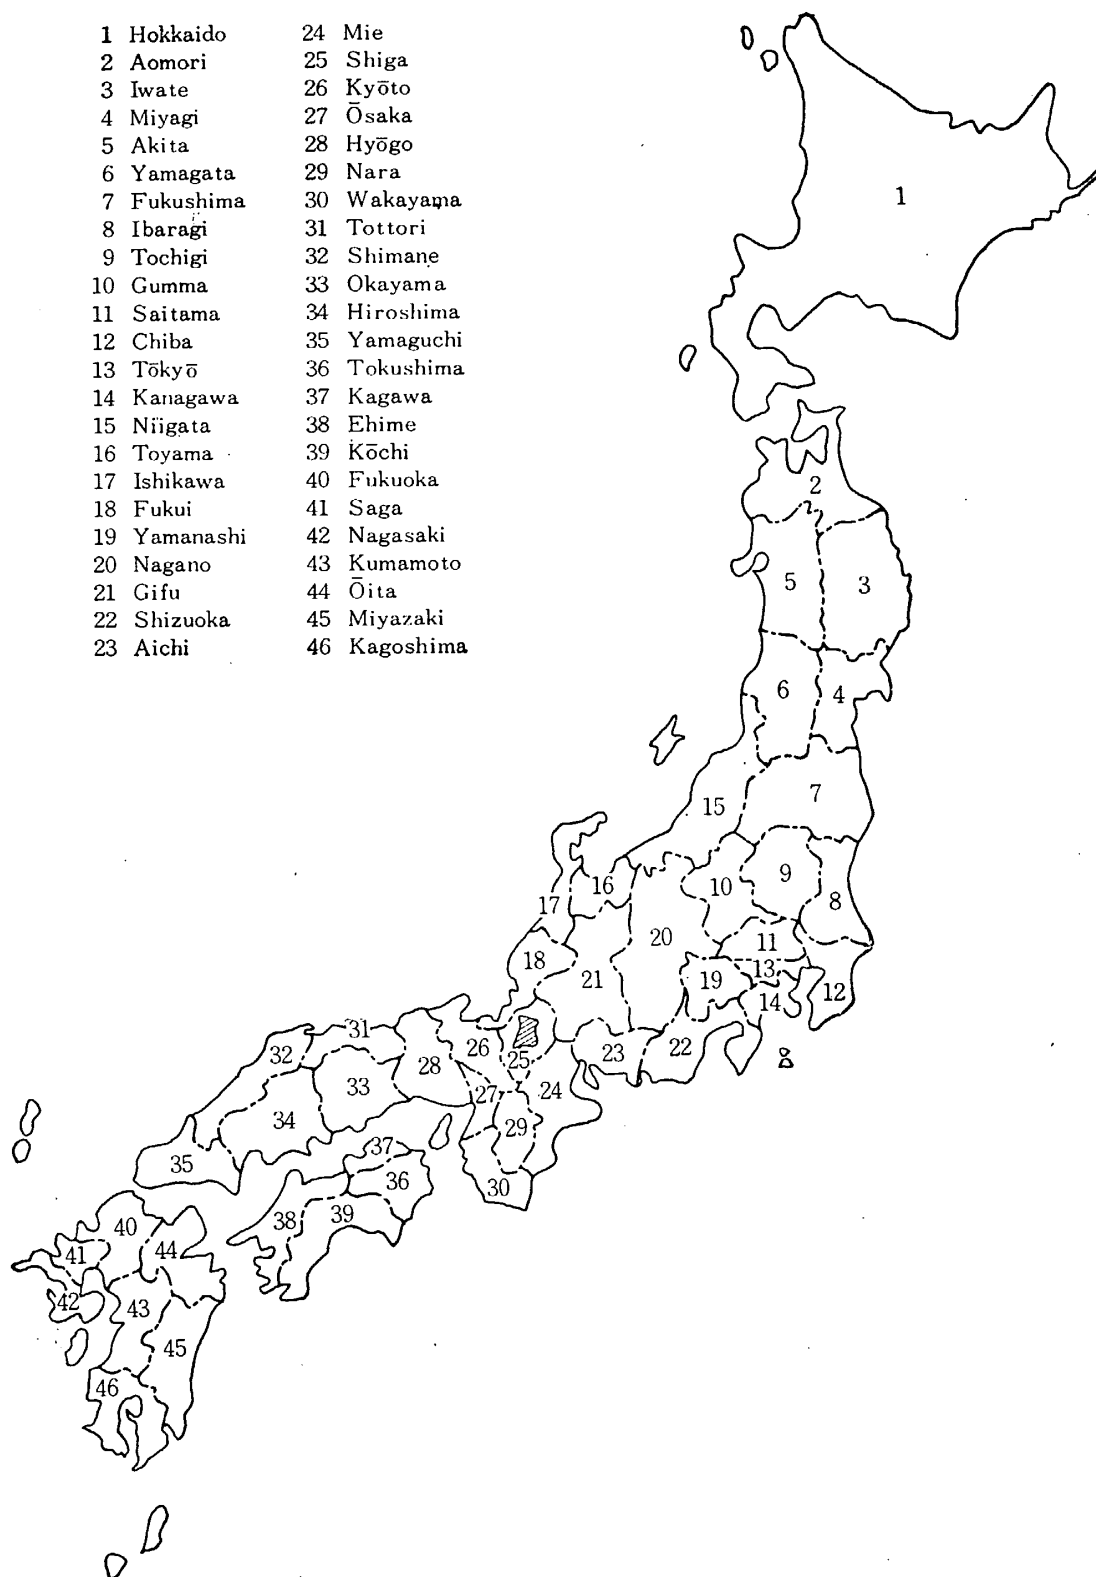 1 Hokkaido
2 Aomori
3 Iwate
4 Miyagi
5 Akita
6 Yamagata
7 Fukushima
8 Ibaragi
9 Tochigi
10 Gumma
11 Saitama
12 Chiba
13 Tōkyō
14 Kanagawa
15 Niigata
16 Toyama
17 Ishikawa
18 Fukui
19 Yamanashi
20 Nagano
21 Gifu
22 Shizuoka
23 Aichi
24 Mie
25 Shiga
26 Kyōto
27 Ōsaka
28 Hyōgo
29 Nara
30 Wakayama
31 Tottori
32 Shimane
33 Okayama
34 Hiroshima
35 Yamaguchi
36 Tokushima
37 Kagawa
38 Ehime
39 Kōchi
40 Fukuoka
41 Saga
42 Nagasaki
43 Kumamoto
44 Ōita
45 Miyazaki
46 Kagoshima
1
2
5
3
6
4
15
7
16
10
9
17
8
20
11
18
21
19
13
14
12
31
32
26
28
25
23
22
33
27
24
34
29
37
35
36
30
38
39
40
41
44
42
43
45
46